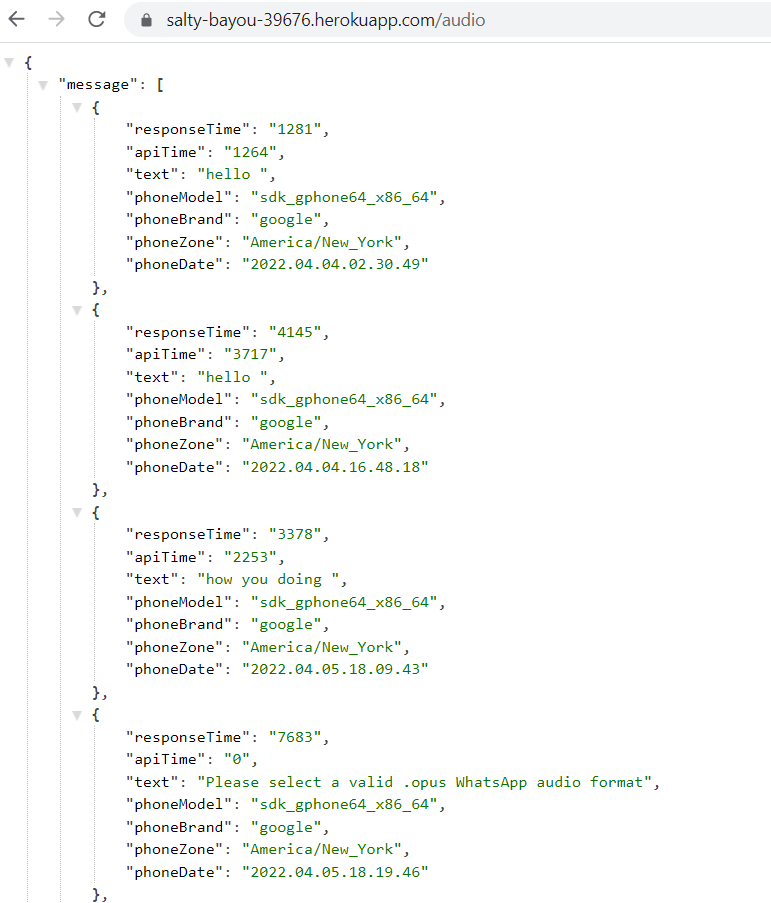 salty-bayou-39676.herokuapp.com/audio
{
"message": [
{
"responseTime": "1281",
"apiTime": "1264",
"text": "hello ",
"phoneModel": "sdk_gphone64_x86_64",
"phoneBrand": "google",
"phoneZone": "America/New_York",
"phoneDate": "2022.04.04.02.30.49"
},
{
"responseTime": "4145",
"apiTime": "3717",
"text": "hello ",
"phoneModel": "sdk_gphone64_x86_64",
"phoneBrand": "google",
"phoneZone": "America/New_York",
"phoneDate": "2022.04.04.16.48.18"
},
{
"responseTime": "3378",
"apiTime": "2253",
"text": "how you doing ",
"phoneModel": "sdk_gphone64_x86_64",
"phoneBrand": "google",
"phoneZone": "America/New_York",
"phoneDate": "2022.04.05.18.09.43"
},
{
"responseTime": "7683",
"apiTime": "0",
"text": "Please select a valid .opus WhatsApp audio format",
"phoneModel": "sdk_gphone64_x86_64",
"phoneBrand": "google",
"phoneZone": "America/New_York",
"phoneDate": "2022.04.05.18.19.46"
},